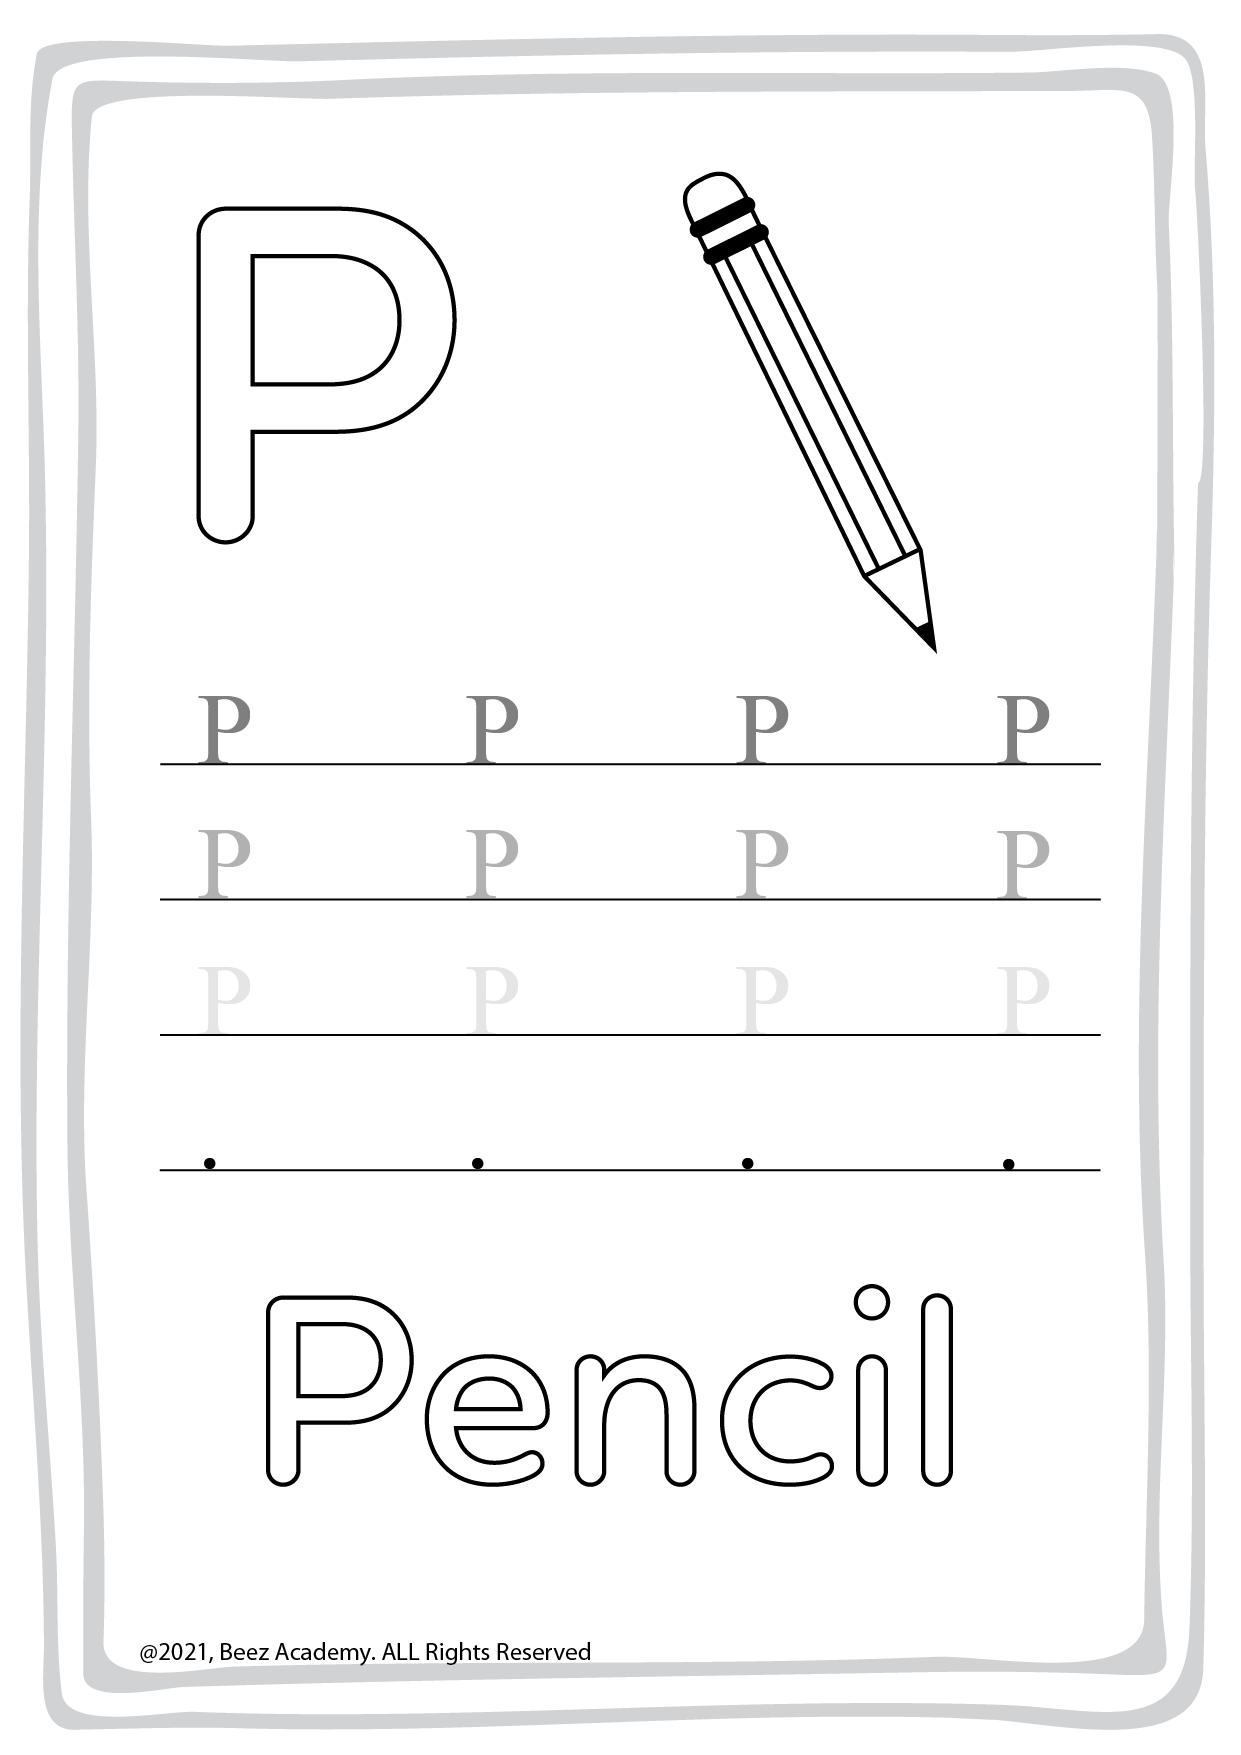 P
P P P P
P P P P
P P P P
. . . .
Pencil
@2021, Beez Academy. ALL Rights Reserved